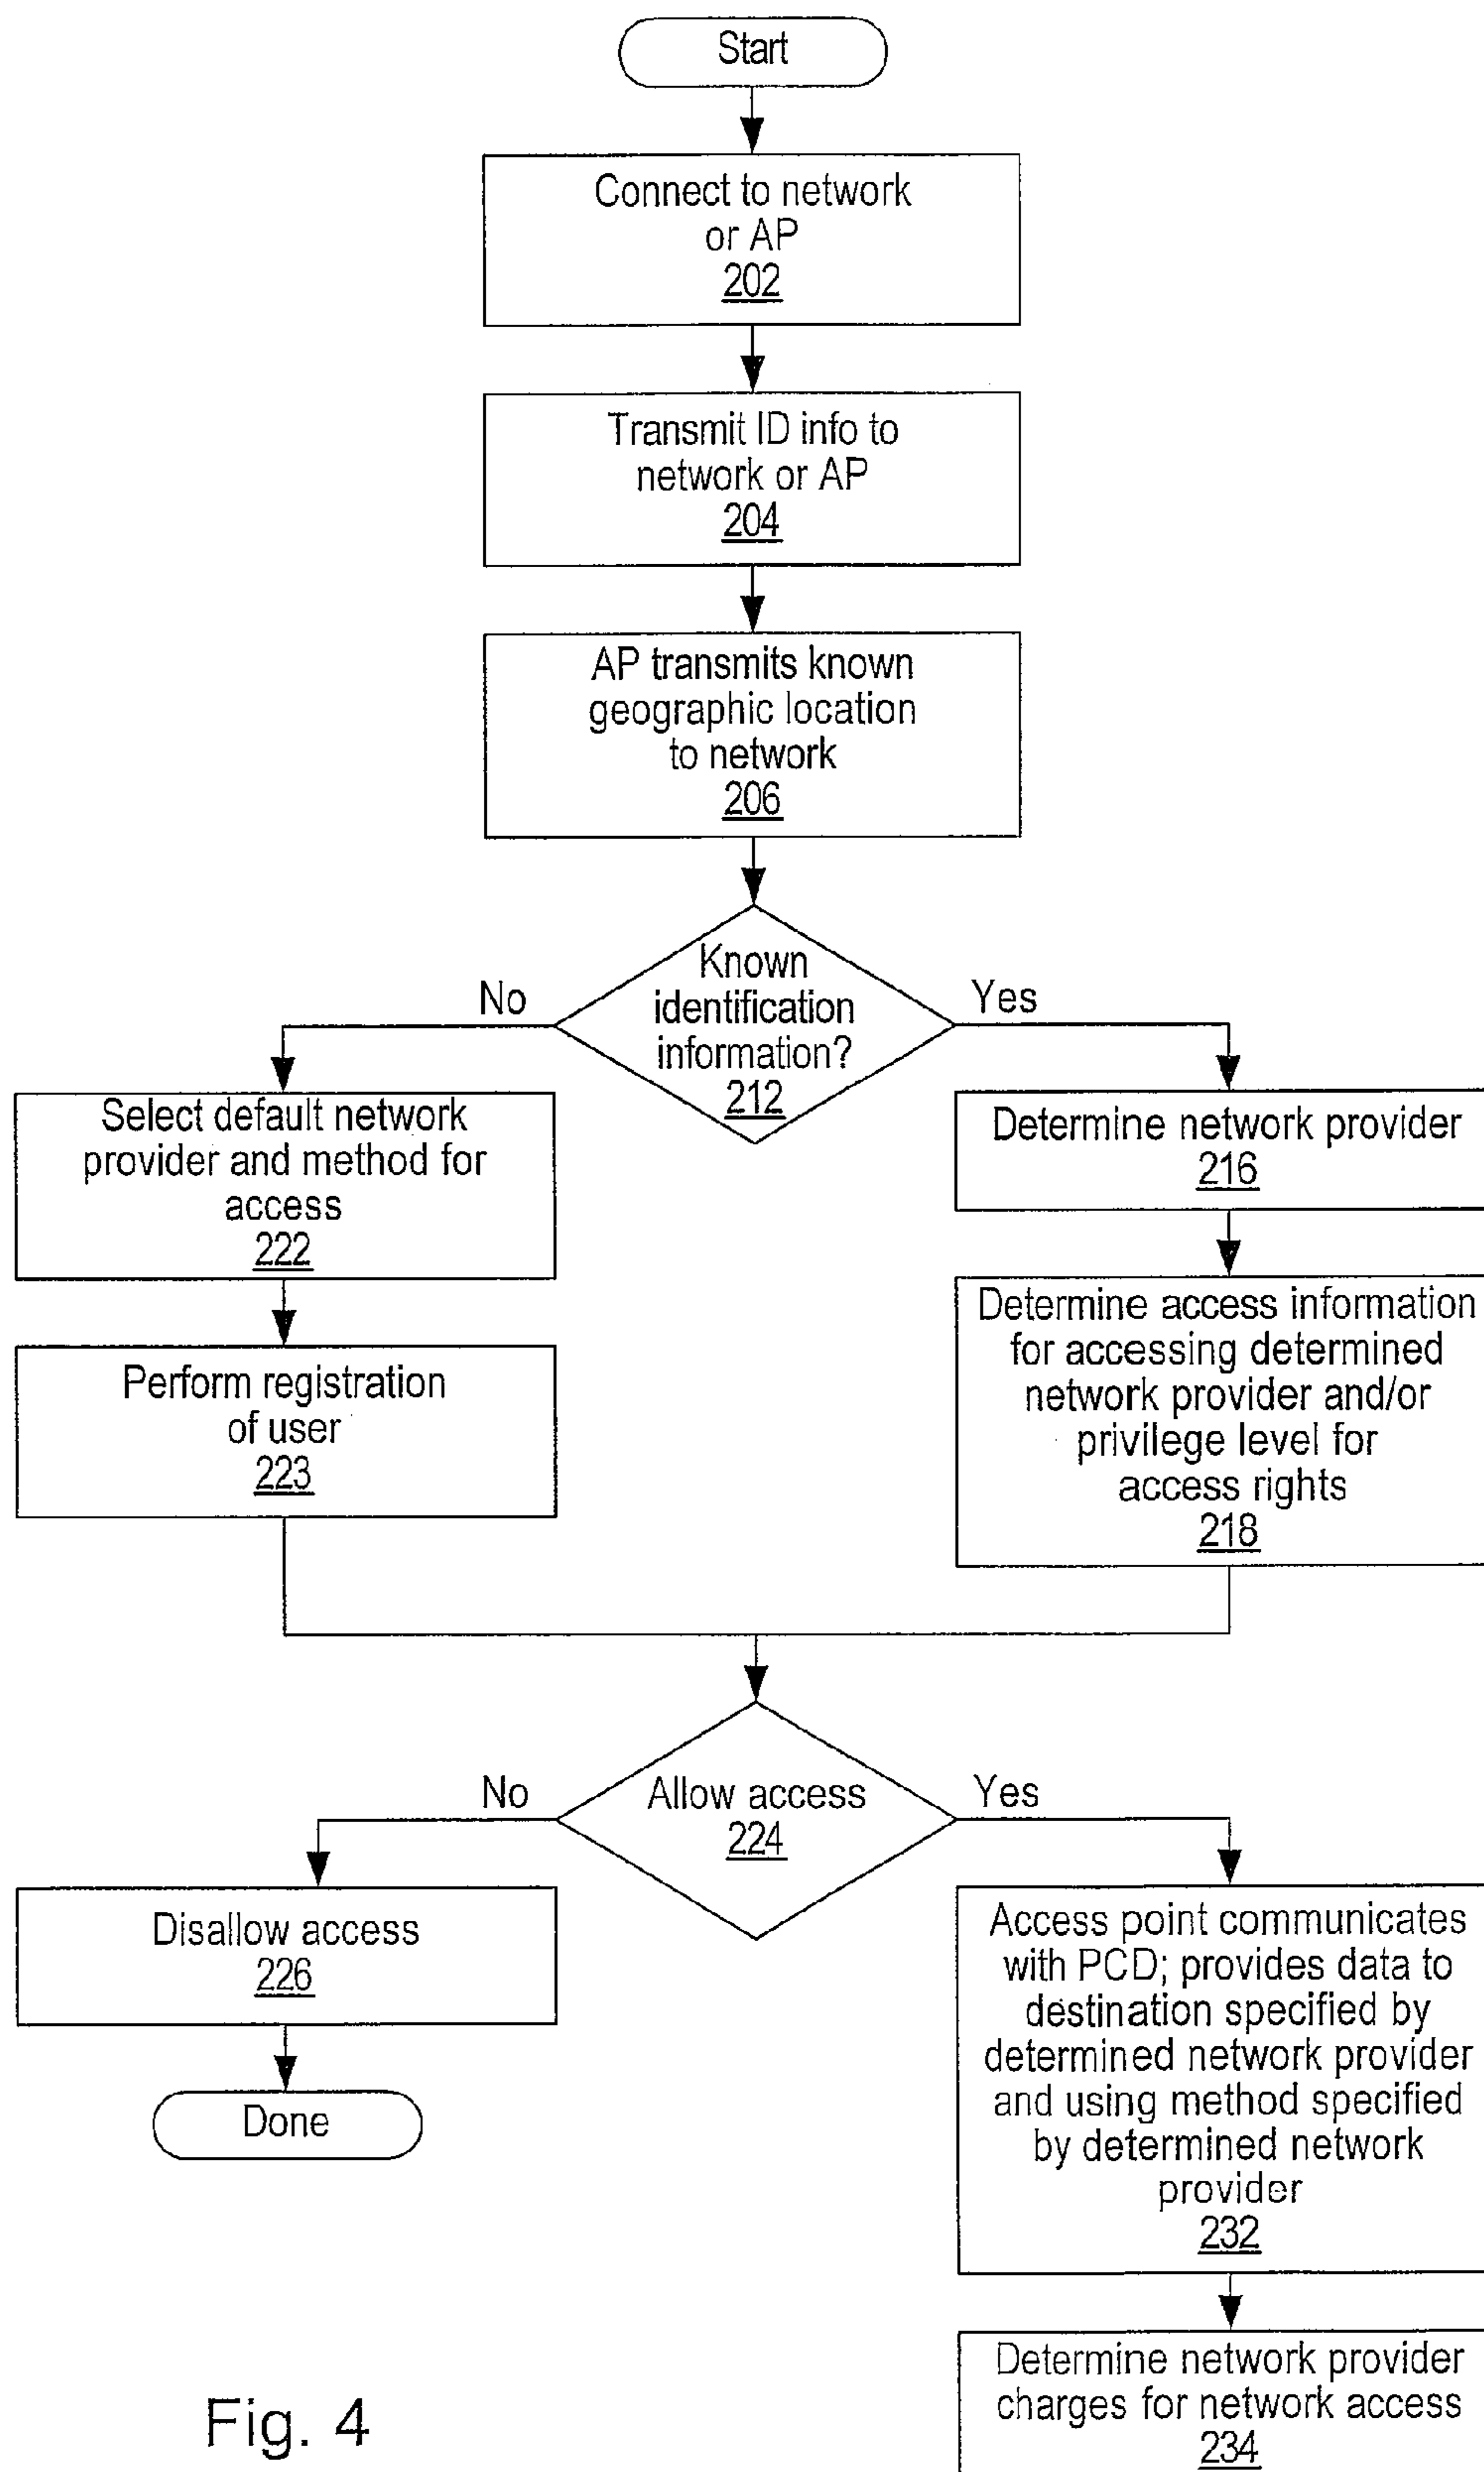 Start
Connect to network
or AP
202
Transmit ID info to
network or AP
204
AP transmits known
geographic location
to network
206
Known
identification
information?
212
No
Yes
Select default network
provider and method for
access
222
Determine network provider
216
Perform registration
of user
223
Determine access information
for accessing determined
network provider and/or
privilege level for
access rights
218
Allow access
224
No
Yes
Disallow access
226
Done
Access point communicates
with PCD; provides data to
destination specified by
determined network provider
and using method specified
by determined network
provider
232
Determine network provider
charges for network access
234
Fig. 4